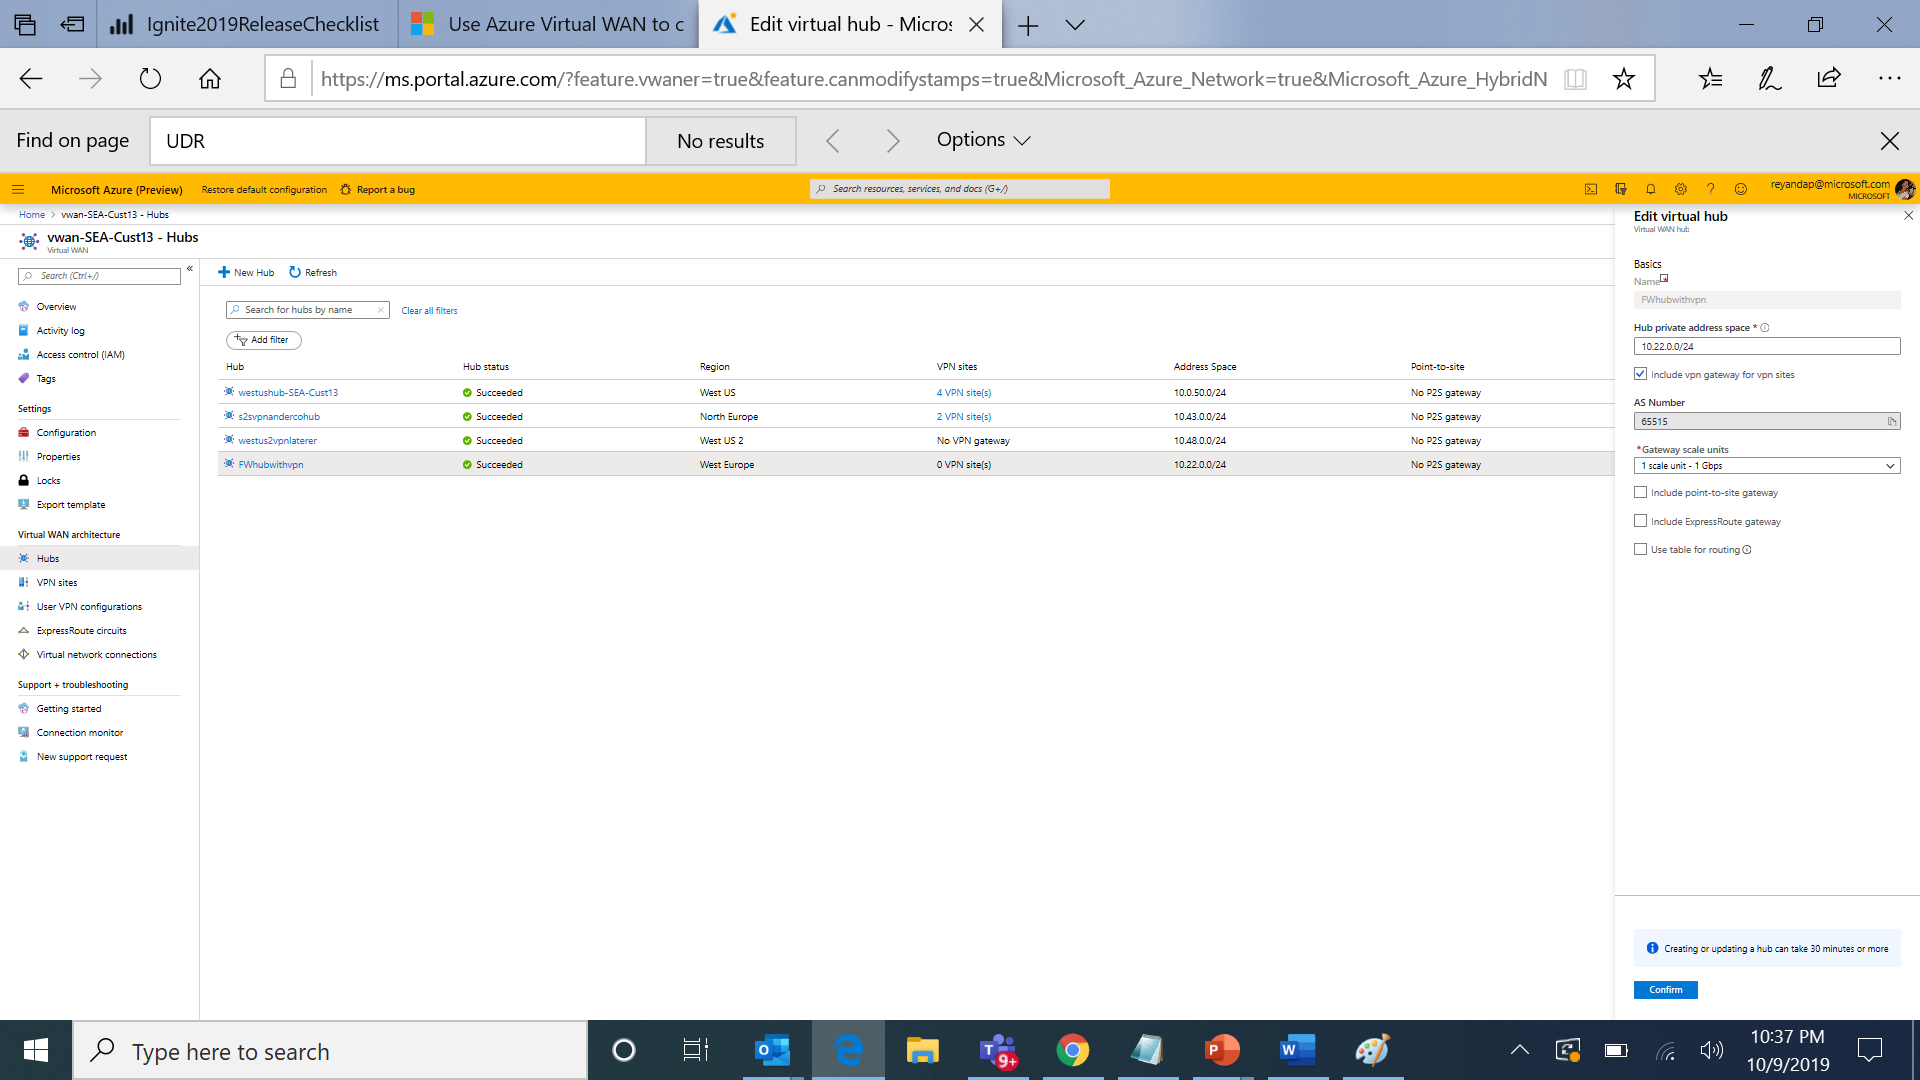 Ignite2019ReleaseChecklist
Use Azure Virtual WAN to c
Edit virtual hub - Micros
https://ms.portal.azure.com/?feature.vwaner=true&feature.canmodifystamps=true&Microsoft_Azure_Network=true&Microsoft_Azure_HybridN
Find on page
UDR
No results
Options
Microsoft Azure (Preview)
Restore default configuration
Report a bug
Search resources, services, and docs (G+/)
reyandap@microsoft.com
MICROSOFT
Home > vwan-SEA-Cust13 - Hubs
vwan-SEA-Cust13 - Hubs
Virtual WAN
Search (Ctrl+/)
«
Overview
Activity log
Access control (IAM)
Tags
Settings
Configuration
Properties
Locks
Export template
Virtual WAN architecture
Hubs
VPN sites
User VPN configurations
ExpressRoute circuits
Virtual network connections
Support + troubleshooting
Getting started
Connection monitor
New support request
New Hub
Refresh
Search for hubs by name
Clear all filters
Add filter
Hub Hub status Region VPN sites Address Space Point-to-site
westushub-SEA-Cust13 Succeeded West US 4 VPN site(s) 10.0.50.0/24 No P2S gateway
s2svpnandercohub Succeeded North Europe 2 VPN site(s) 10.43.0.0/24 No P2S gateway
westus2vpnlaterer Succeeded West US 2 No VPN gateway 10.48.0.0/24 No P2S gateway
FWhubwithvpn Succeeded West Europe 0 VPN site(s) 10.22.0.0/24 No P2S gateway
Edit virtual hub
Virtual WAN hub
Basics
Name
FWhubwithvpn
Hub private address space *
10.22.0.0/24
Include vpn gateway for vpn sites
AS Number
65515
*Gateway scale units
1 scale unit - 1 Gbps
Include point-to-site gateway
Include ExpressRoute gateway
Use table for routing
Creating or updating a hub can take 30 minutes or more
Confirm
Type here to search
9+
10:37 PM
10/9/2019